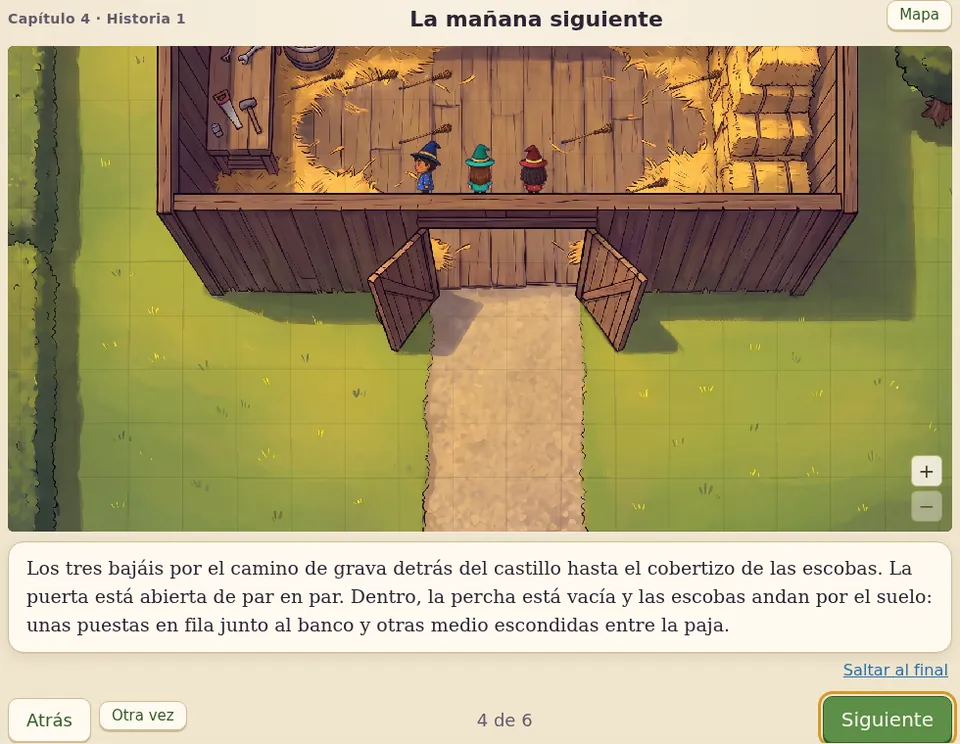 Capítulo 4 · Historia 1
La mañana siguiente
Mapa
+
−
Los tres bajáis por el camino de grava detrás del castillo hasta el cobertizo de las escobas. La
puerta está abierta de par en par. Dentro, la percha está vacía y las escobas andan por el suelo:
unas puestas en fila junto al banco y otras medio escondidas entre la paja.
Saltar al final
Atrás
Otra vez
4 de 6
Siguiente